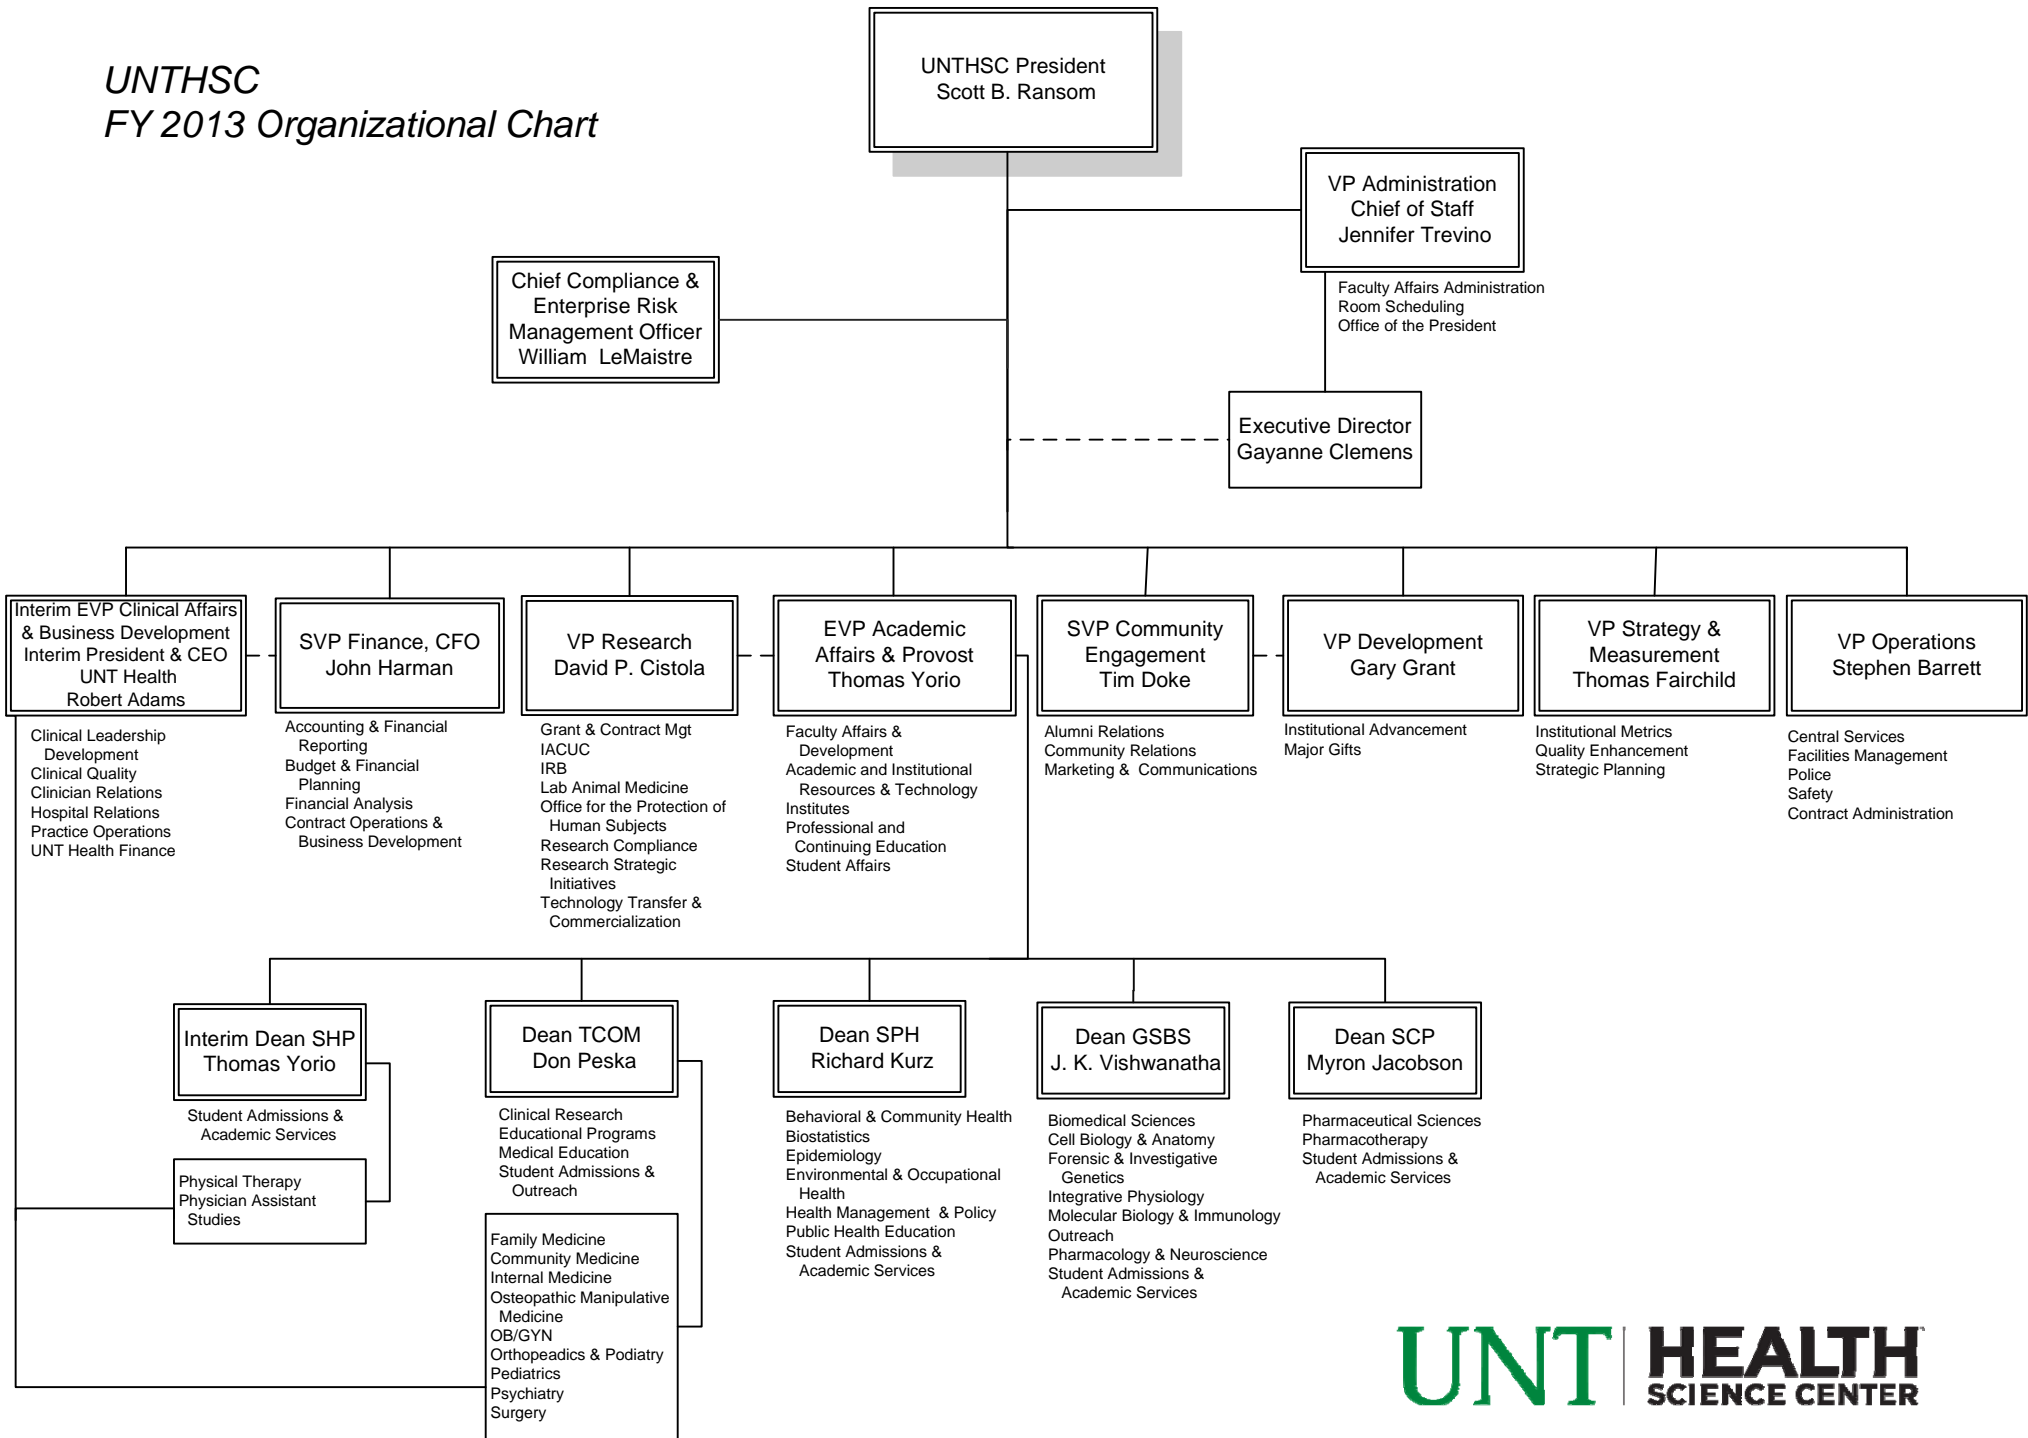 UNTHSC
FY 2013 Organizational Chart
UNTHSC President
Scott B. Ransom
VP Administration
Chief of Staff
Jennifer Trevino
Faculty Affairs Administration
Room Scheduling
Office of the President
Chief Compliance &
Enterprise Risk
Management Officer
William LeMaistre
Executive Director
Gayanne Clemens
Interim EVP Clinical Affairs
& Business Development
Interim President & CEO
UNT Health
Robert Adams
Clinical Leadership
Development
Clinical Quality
Clinician Relations
Hospital Relations
Practice Operations
UNT Health Finance
SVP Finance, CFO
John Harman
Accounting & Financial
Reporting
Budget & Financial
Planning
Financial Analysis
Contract Operations &
Business Development
VP Research
David P. Cistola
Grant & Contract Mgt
IACUC
IRB
Lab Animal Medicine
Office for the Protection of
Human Subjects
Research Compliance
Research Strategic
Initiatives
Technology Transfer &
Commercialization
EVP Academic
Affairs & Provost
Thomas Yorio
Faculty Affairs &
Development
Academic and Institutional
Resources & Technology
Institutes
Professional and
Continuing Education
Student Affairs
SVP Community
Engagement
Tim Doke
Alumni Relations
Community Relations
Marketing & Communications
VP Development
Gary Grant
Institutional Advancement
Major Gifts
VP Strategy &
Measurement
Thomas Fairchild
Institutional Metrics
Quality Enhancement
Strategic Planning
VP Operations
Stephen Barrett
Central Services
Facilities Management
Police
Safety
Contract Administration
Interim Dean SHP
Thomas Yorio
Student Admissions &
Academic Services
Physical Therapy
Physician Assistant
Studies
Dean TCOM
Don Peska
Clinical Research
Educational Programs
Medical Education
Student Admissions &
Outreach
Family Medicine
Community Medicine
Internal Medicine
Osteopathic Manipulative
Medicine
OB/GYN
Orthopeadics & Podiatry
Pediatrics
Psychiatry
Surgery
Dean SPH
Richard Kurz
Behavioral & Community Health
Biostatistics
Epidemiology
Environmental & Occupational
Health
Health Management & Policy
Public Health Education
Student Admissions &
Academic Services
Dean GSBS
J. K. Vishwanatha
Biomedical Sciences
Cell Biology & Anatomy
Forensic & Investigative
Genetics
Integrative Physiology
Molecular Biology & Immunology
Outreach
Pharmacology & Neuroscience
Student Admissions &
Academic Services
Dean SCP
Myron Jacobson
Pharmaceutical Sciences
Pharmacotherapy
Student Admissions &
Academic Services
UNT HEALTH
SCIENCE CENTER